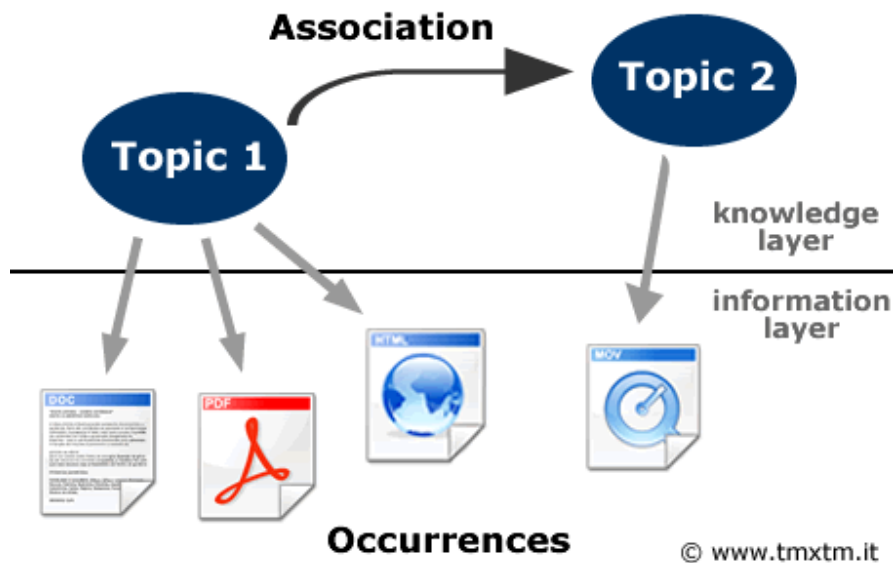 Association
Topic 2
Topic 1
knowledge
layer
information
layer
HTML
MOV
DOC
PDF
Occurrences
© www.tmxtm.it